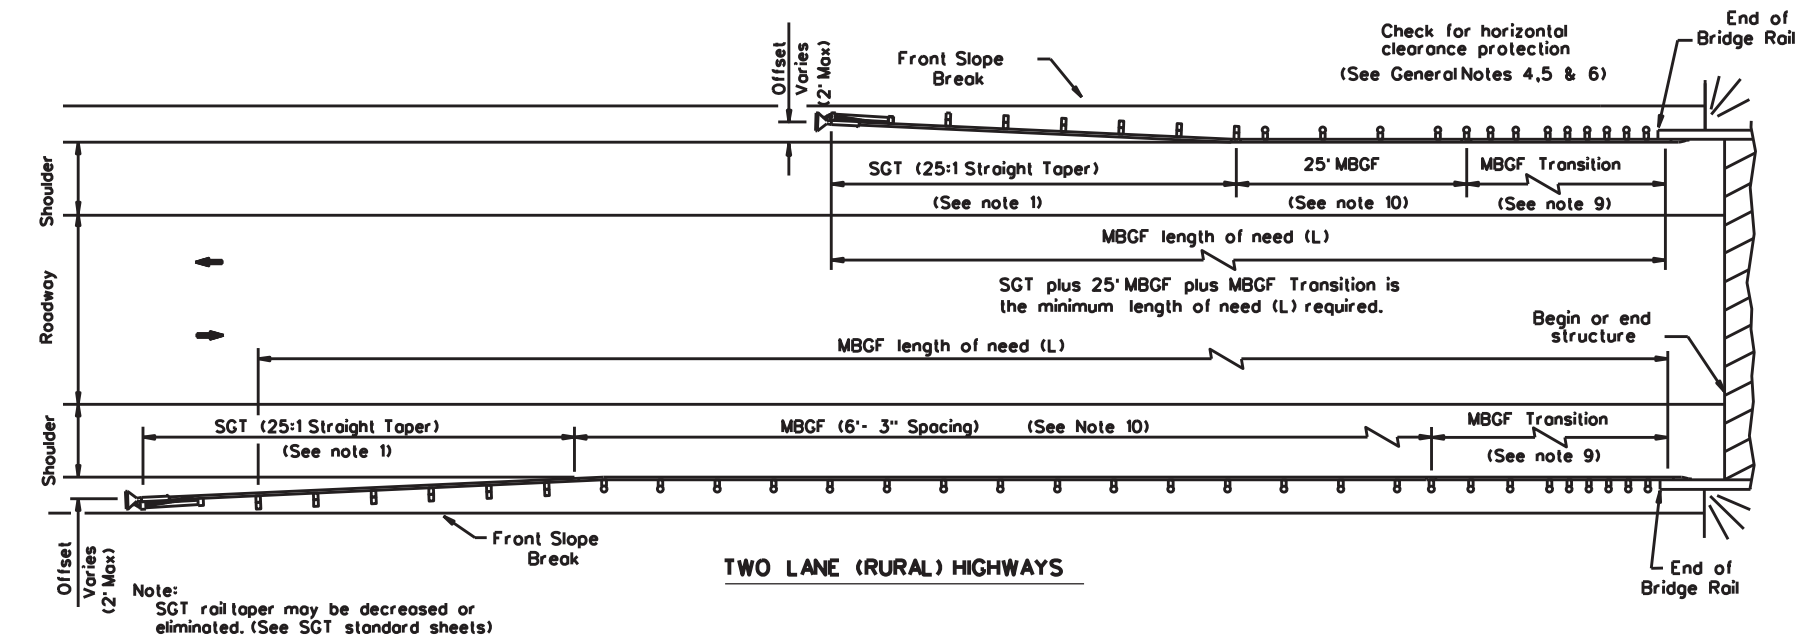 End of
Bridge Rail
Check for horizontal
clearance protection
(See General Notes 4,5 & 6)
Front Slope
Break
Offset
Varies
(2' Max)
SGT (25:1 Straight Taper)
(See note 1)
25' MBGF
(See note 10)
MBGF Transition
(See note 9)
Shoulder
MBGF length of need (L)
SGT plus 25' MBGF plus MBGF Transition is
the minimum length of need (L) required.
Roadway
Begin or end
structure
MBGF length of need (L)
Shoulder
SGT (25:1 Straight Taper)
(See note 1)
MBGF (6'- 3" Spacing) (See Note 10)
MBGF Transition
(See note 9)
Front Slope
Break
Offset
Varies
(2' Max)
TWO LANE (RURAL) HIGHWAYS
End of
Bridge Rail
Note:
SGT rail taper may be decreased or
eliminated. (See SGT standard sheets)